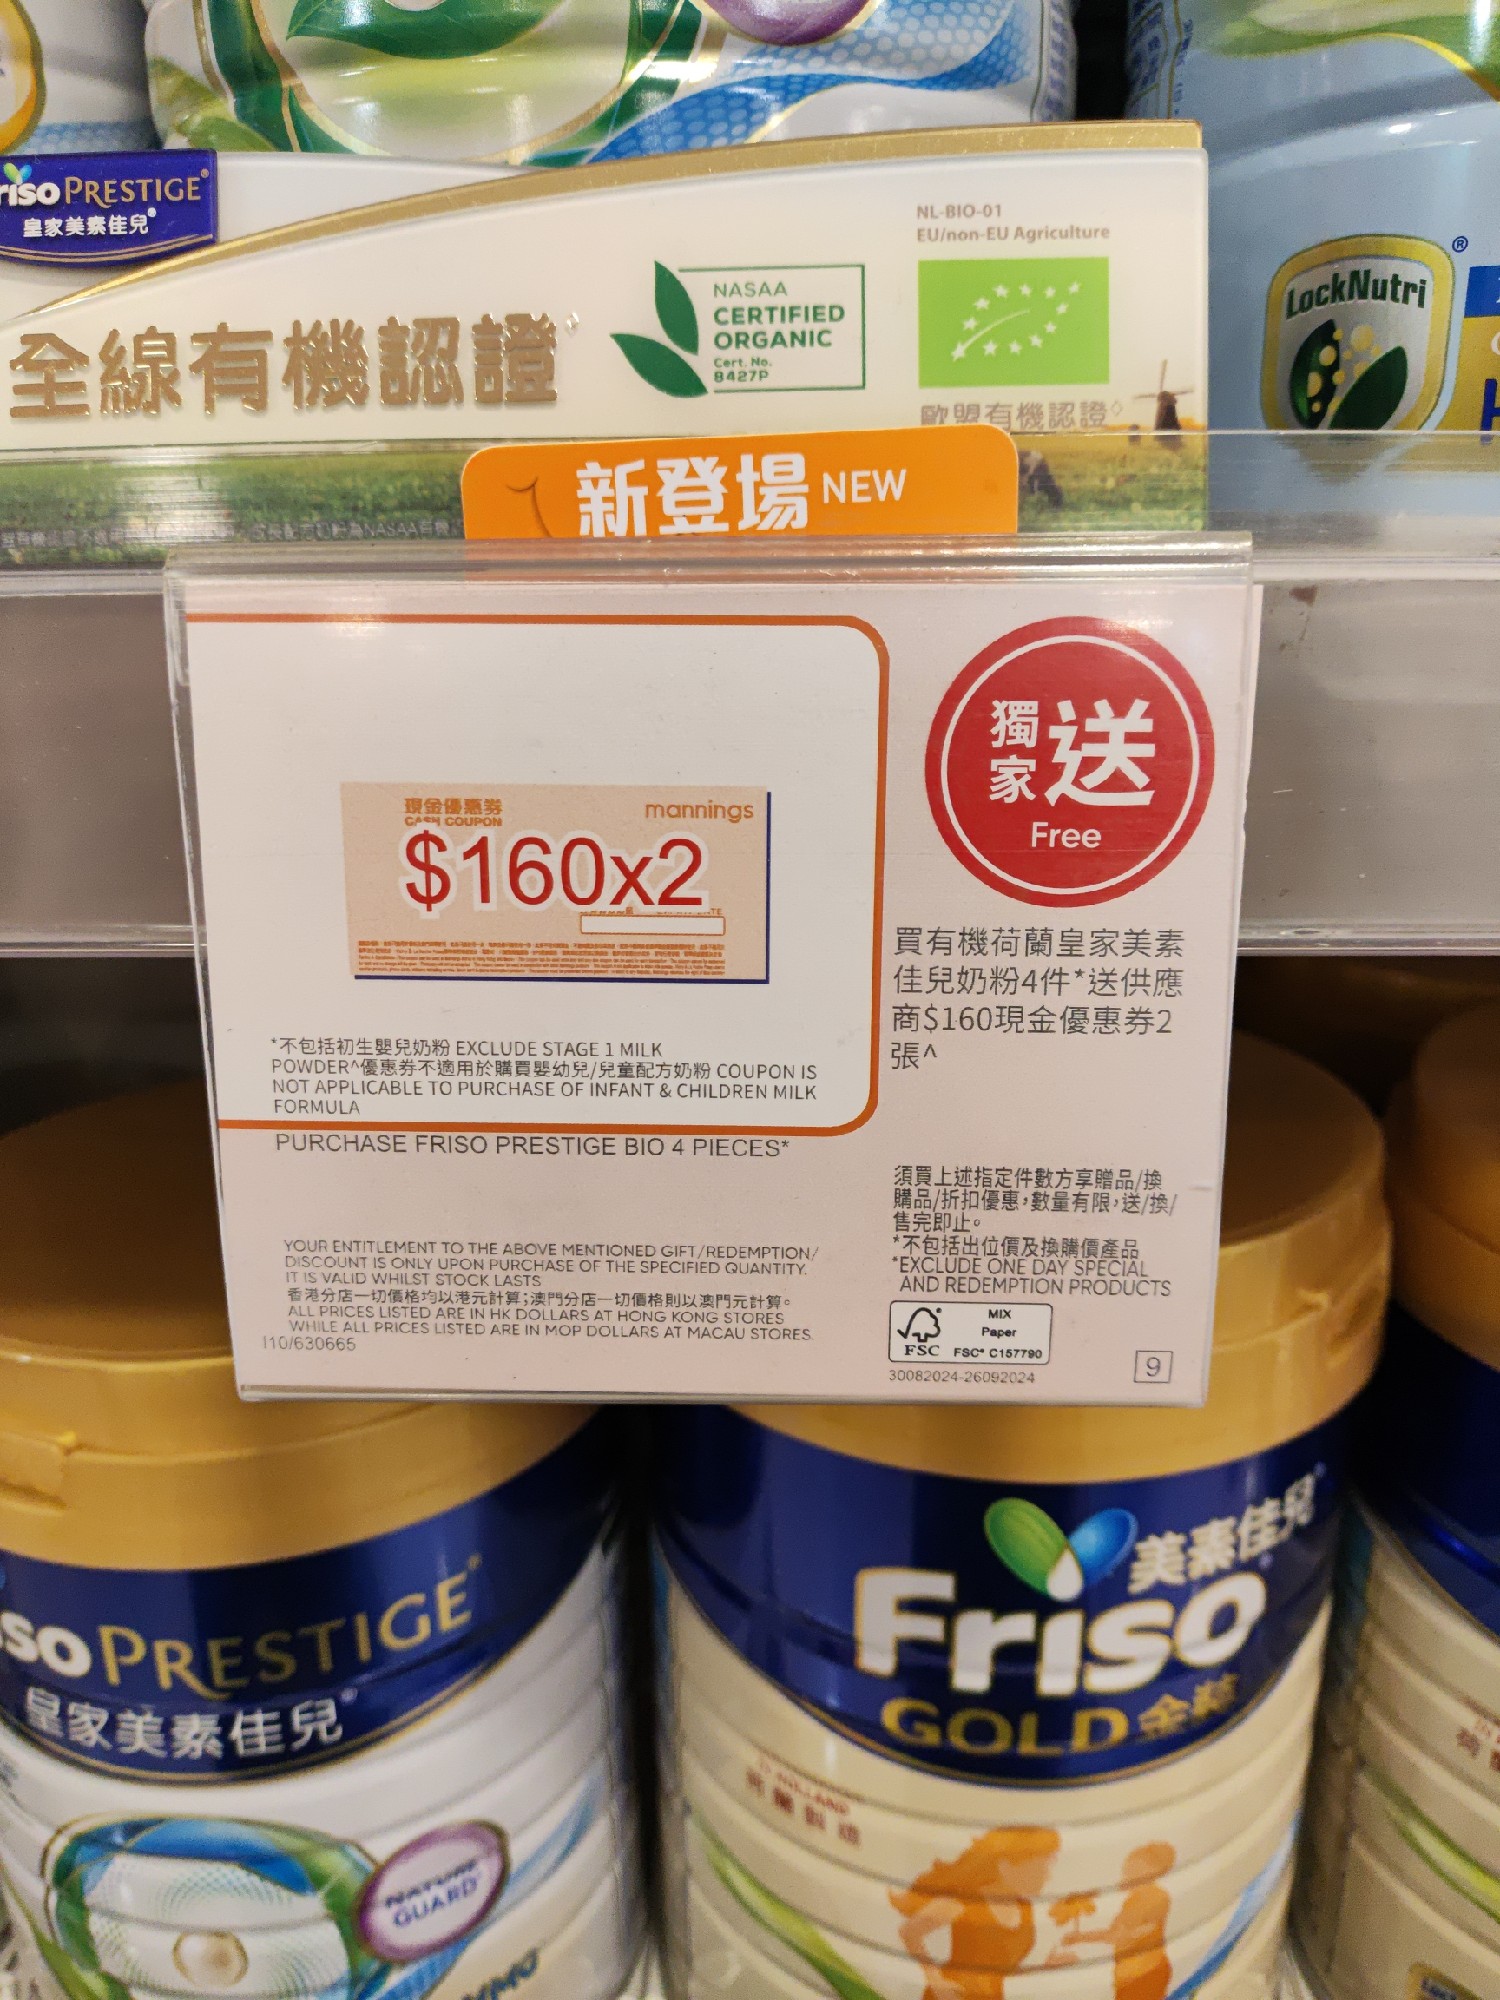 riso PRESTIGE®
皇家美素佳兒®
NL-BIO-01
EU/non-EU Agriculture
全線有機認證◊
NASAA
CERTIFIED
ORGANIC
Cert. No.
8427P
歐盟有機認證◊
LockNutri®
新登場 NEW
現金優惠券
CASH COUPON
mannings
$160x2
獨家送
Free
買有機荷蘭皇家美素
佳兒奶粉4件*送供應
商$160現金優惠券2
張^
*不包括初生嬰兒奶粉 EXCLUDE STAGE 1 MILK
POWDER^優惠券不適用於購買嬰幼兒/兒童配方奶粉 COUPON IS
NOT APPLICABLE TO PURCHASE OF INFANT & CHILDREN MILK
FORMULA
PURCHASE FRISO PRESTIGE BIO 4 PIECES*
須買上述指定件數方享贈品/換
購品/折扣優惠，數量有限，送/換/
售完即止。
*不包括出位價及換購價產品
*EXCLUDE ONE DAY SPECIAL
AND REDEMPTION PRODUCTS
YOUR ENTITLEMENT TO THE ABOVE MENTIONED GIFT/REDEMPTION/
DISCOUNT IS ONLY UPON PURCHASE OF THE SPECIFIED QUANTITY.
IT IS VALID WHILST STOCK LASTS
香港分店一切價格均以港元計算；澳門分店一切價格則以澳門元計算。
ALL PRICES LISTED ARE IN HK DOLLARS AT HONG KONG STORES
WHILE ALL PRICES LISTED ARE IN MOP DOLLARS AT MACAU STORES.
I10/630665
FSC
MIX
Paper
FSC® C157790
30082024-26092024
9
so PRESTIGE®
皇家美素佳兒®
NATURE
GUARD
美素佳兒®
Friso
GOLD 金裝
HOLLAND
荷蘭製造